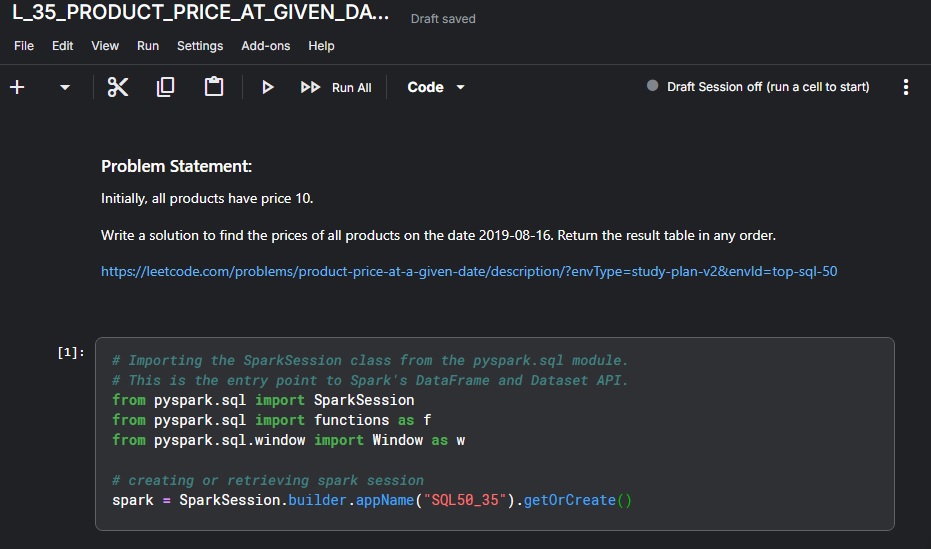 L_35_PRODUCT_PRICE_AT_GIVEN_DA...
Draft saved
File Edit View Run Settings Add-ons Help
Run All Code Draft Session off (run a cell to start)
Problem Statement:
Initially, all products have price 10.
Write a solution to find the prices of all products on the date 2019-08-16. Return the result table in any order.
https://leetcode.com/problems/product-price-at-a-given-date/description/?envType=study-plan-v2&envId=top-sql-50
[1]:
# Importing the SparkSession class from the pyspark.sql module.
# This is the entry point to Spark's DataFrame and Dataset API.
from pyspark.sql import SparkSession
from pyspark.sql import functions as f
from pyspark.sql.window import Window as w
# creating or retrieving spark session
spark = SparkSession.builder.appName("SQL50_35").getOrCreate()